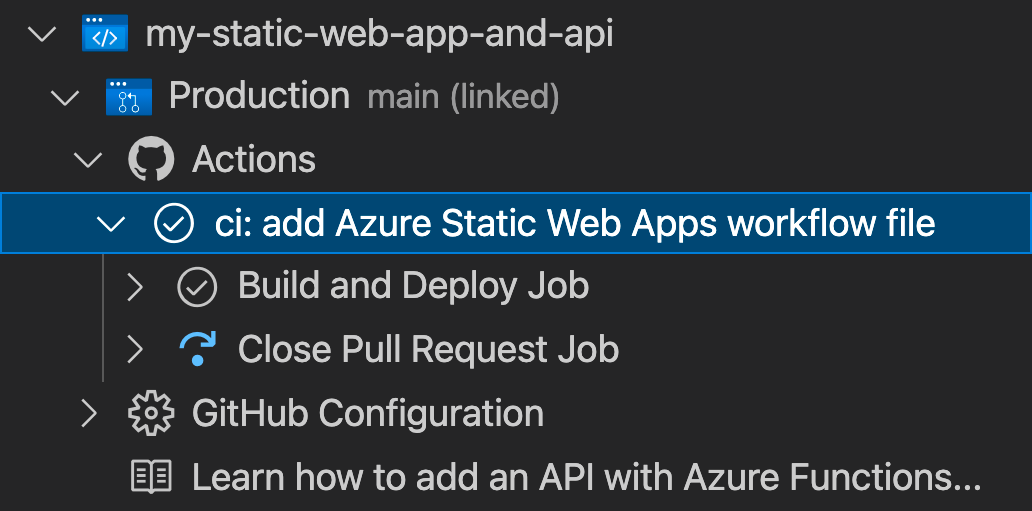 my-static-web-app-and-api
Production main (linked)
Actions
ci: add Azure Static Web Apps workflow file
Build and Deploy Job
Close Pull Request Job
GitHub Configuration
Learn how to add an API with Azure Functions...